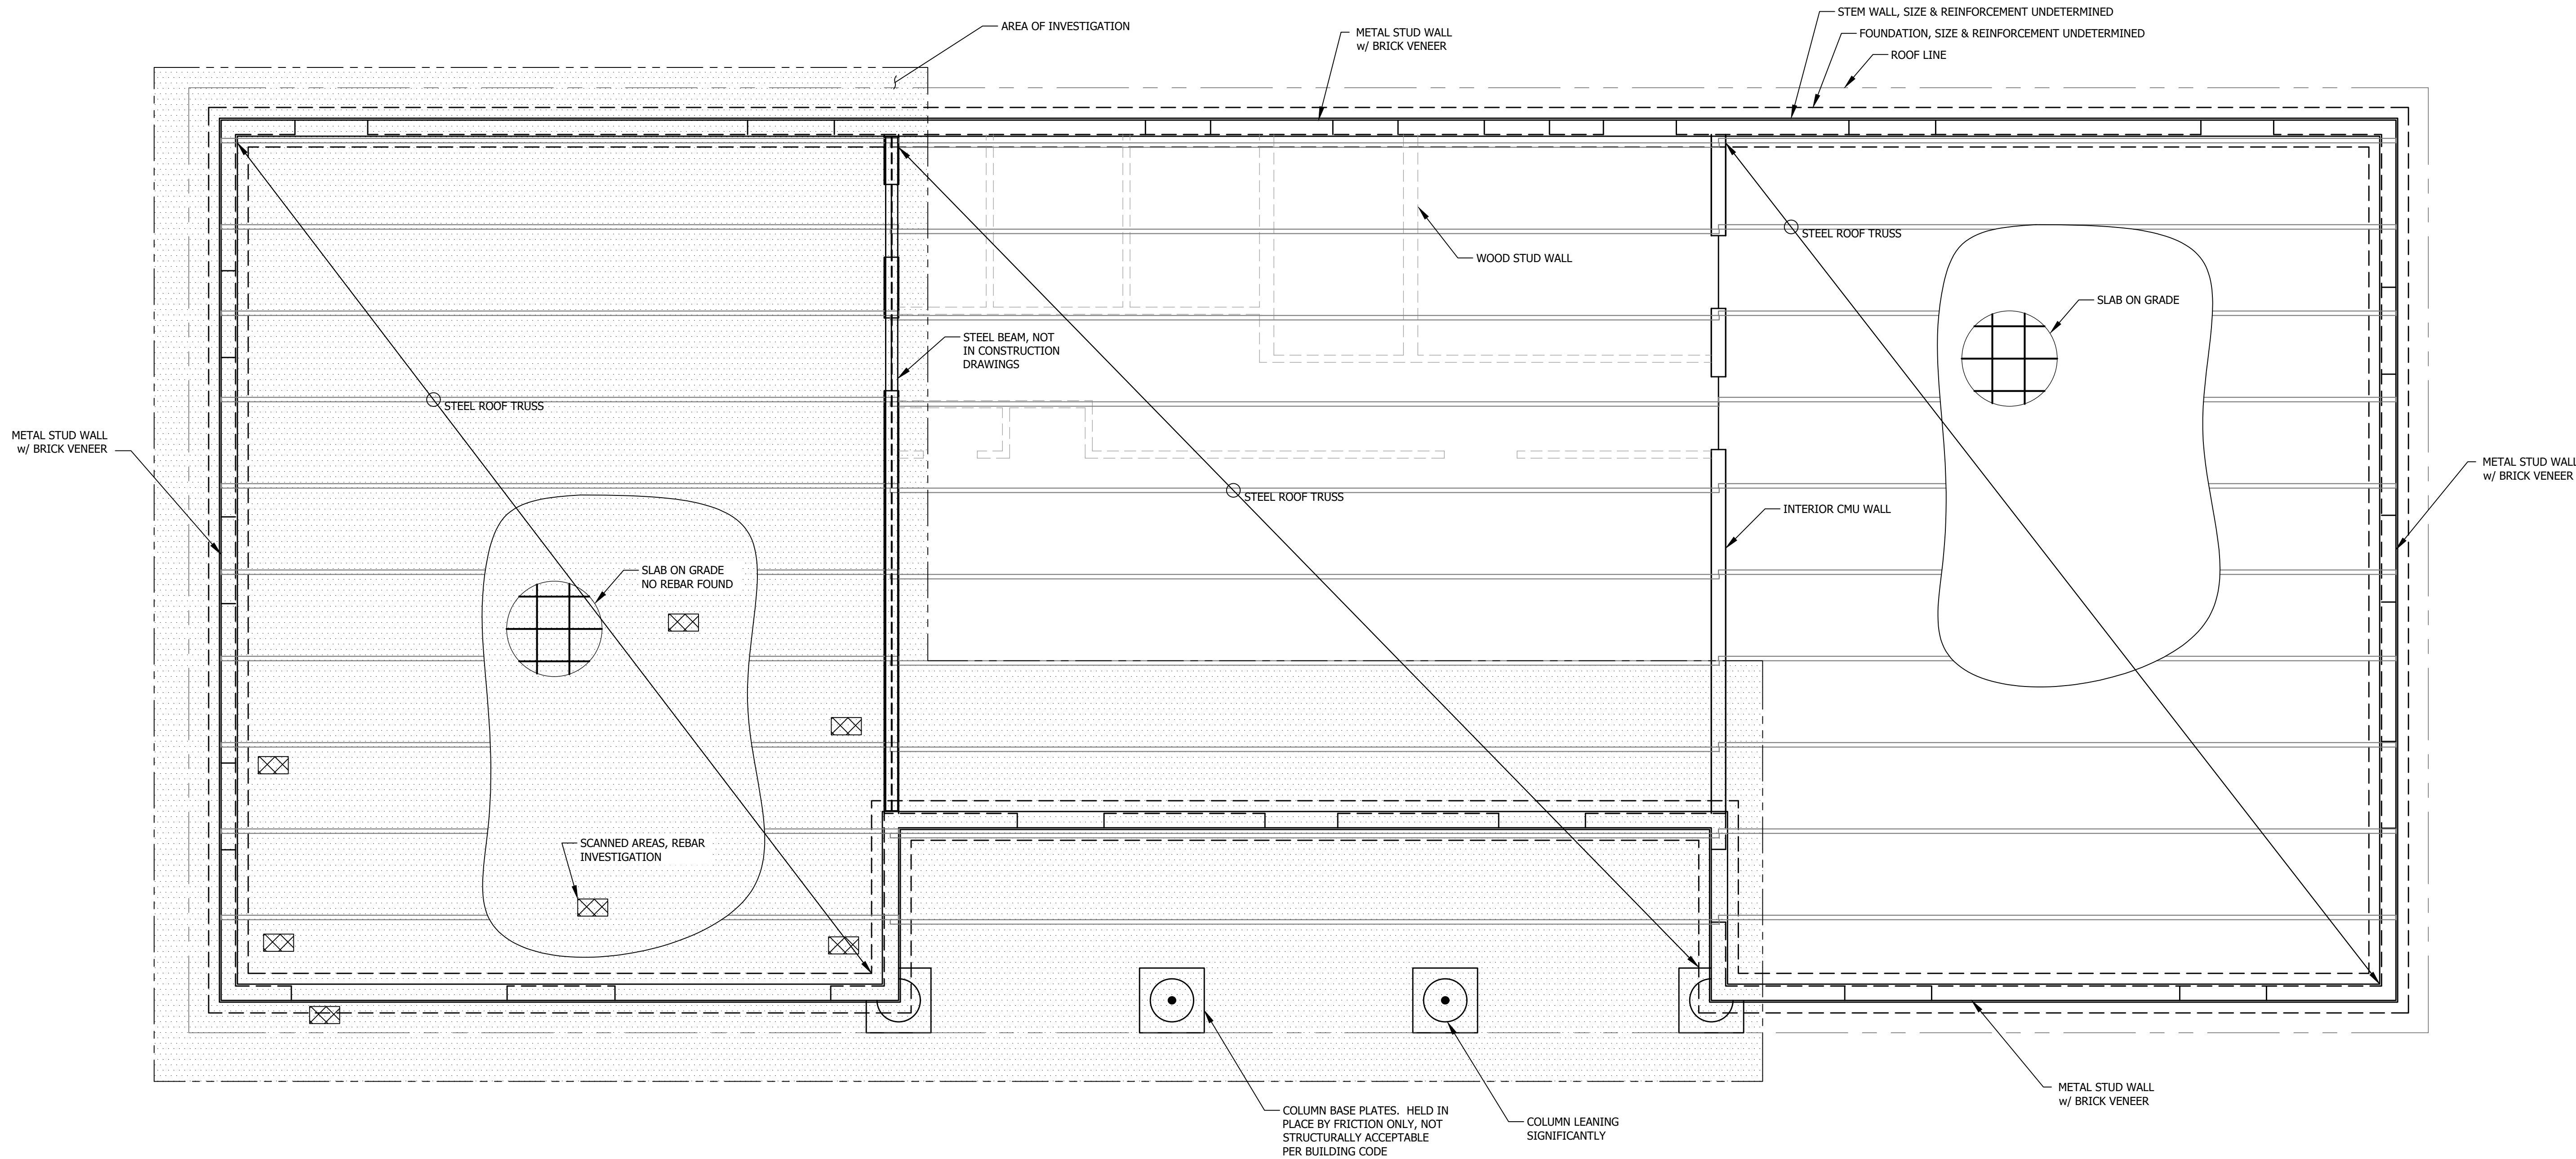 STEM WALL, SIZE & REINFORCEMENT UNDETERMINED
AREA OF INVESTIGATION
METAL STUD WALL
w/ BRICK VENEER
FOUNDATION, SIZE & REINFORCEMENT UNDETERMINED
ROOF LINE
STEEL ROOF TRUSS
WOOD STUD WALL
SLAB ON GRADE
STEEL BEAM, NOT
IN CONSTRUCTION
DRAWINGS
STEEL ROOF TRUSS
METAL STUD WALL
w/ BRICK VENEER
METAL STUD WALL
w/ BRICK VENEER
STEEL ROOF TRUSS
INTERIOR CMU WALL
SLAB ON GRADE
NO REBAR FOUND
SCANNED AREAS, REBAR
INVESTIGATION
METAL STUD WALL
w/ BRICK VENEER
COLUMN BASE PLATES. HELD IN
PLACE BY FRICTION ONLY, NOT
STRUCTURALLY ACCEPTABLE
PER BUILDING CODE
COLUMN LEANING
SIGNIFICANTLY